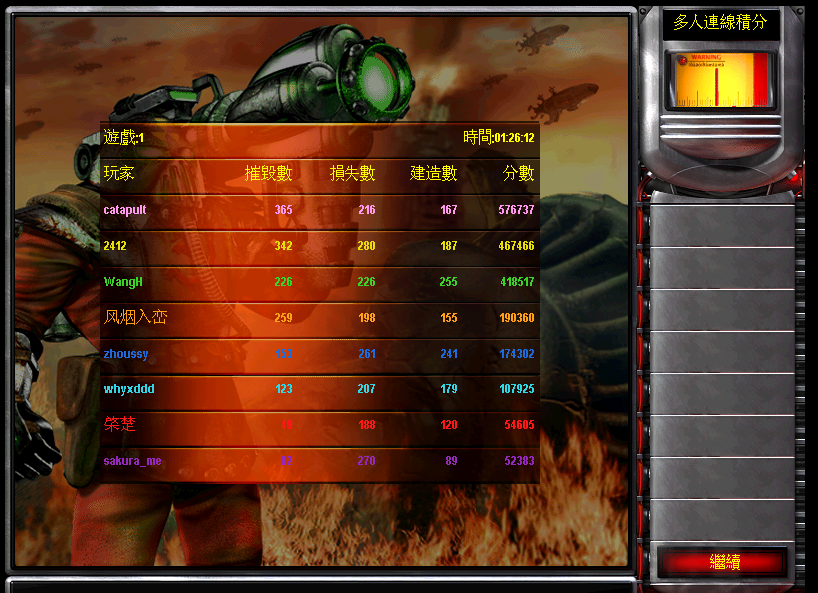 多人連線積分
WARNING
遊戲:1 時間:01:26:12
玩家 摧毀數 損失數 建造數 分數
catapult 365 216 167 576737
2412 342 280 187 467466
WangH 226 226 255 418517
风烟入峦 259 198 155 190360
zhoussy 261 241 174302
whyxddd 123 207 179 107925
棨楚 188 120 54605
sakura_me 270 89 52383
繼續